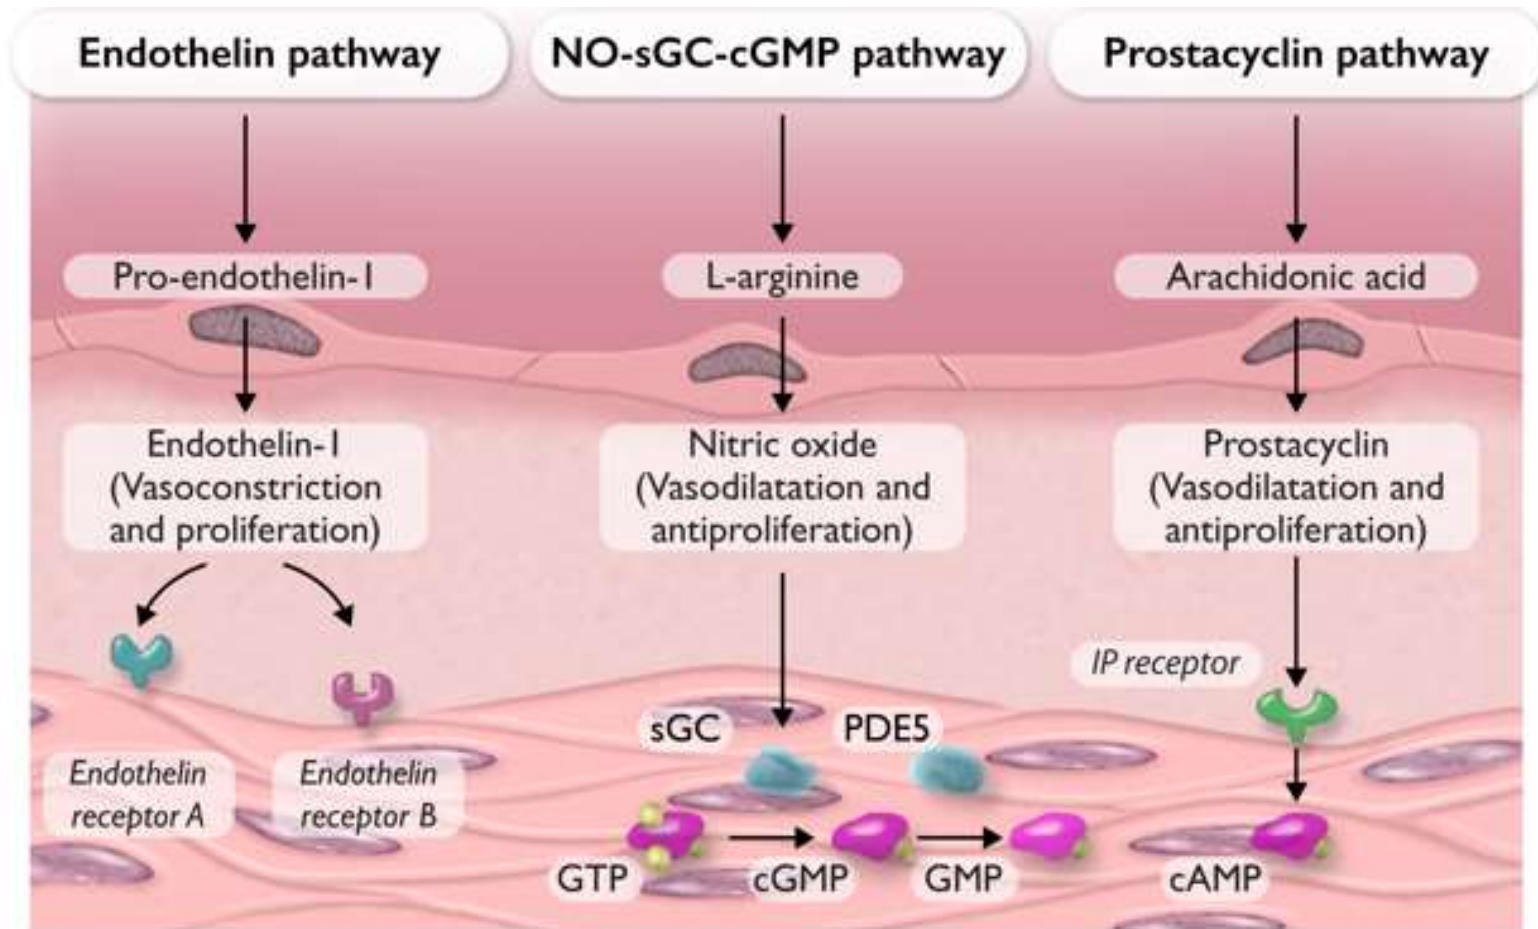 Endothelin pathway
NO-sGC-cGMP pathway
Prostacyclin pathway
Pro-endothelin-1
L-arginine
Arachidonic acid
Endothelin-1
(Vasoconstriction
and proliferation)
Nitric oxide
(Vasodilatation and
antiproliferation)
Prostacyclin
(Vasodilatation and
antiproliferation)
IP receptor
sGC
PDE5
Endothelin
receptor A
Endothelin
receptor B
GTP
cGMP
GMP
cAMP